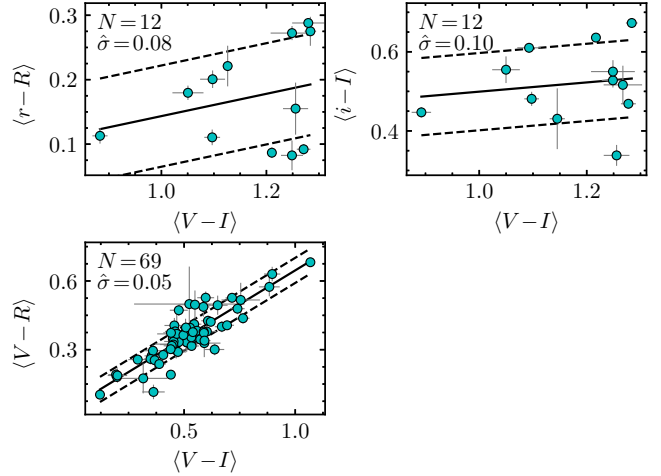 N=12
σ̂=0.08
0.3
0.2
0.1
⟨r−R⟩
1.0
1.2
⟨V−I⟩
N=12
σ̂=0.10
0.6
0.4
⟨i−I⟩
1.0
1.2
⟨V−I⟩
N=69
σ̂=0.05
0.6
0.3
⟨V−R⟩
0.5
1.0
⟨V−I⟩